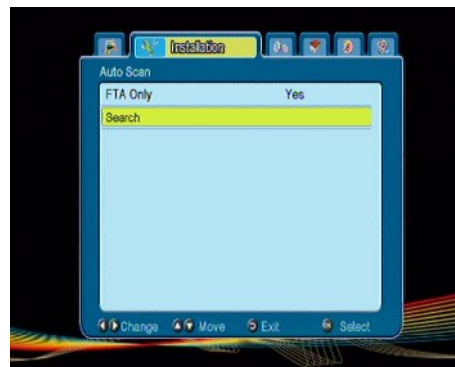 Installation
Auto Scan
FTA Only Yes
Search
Change Move Exit Select